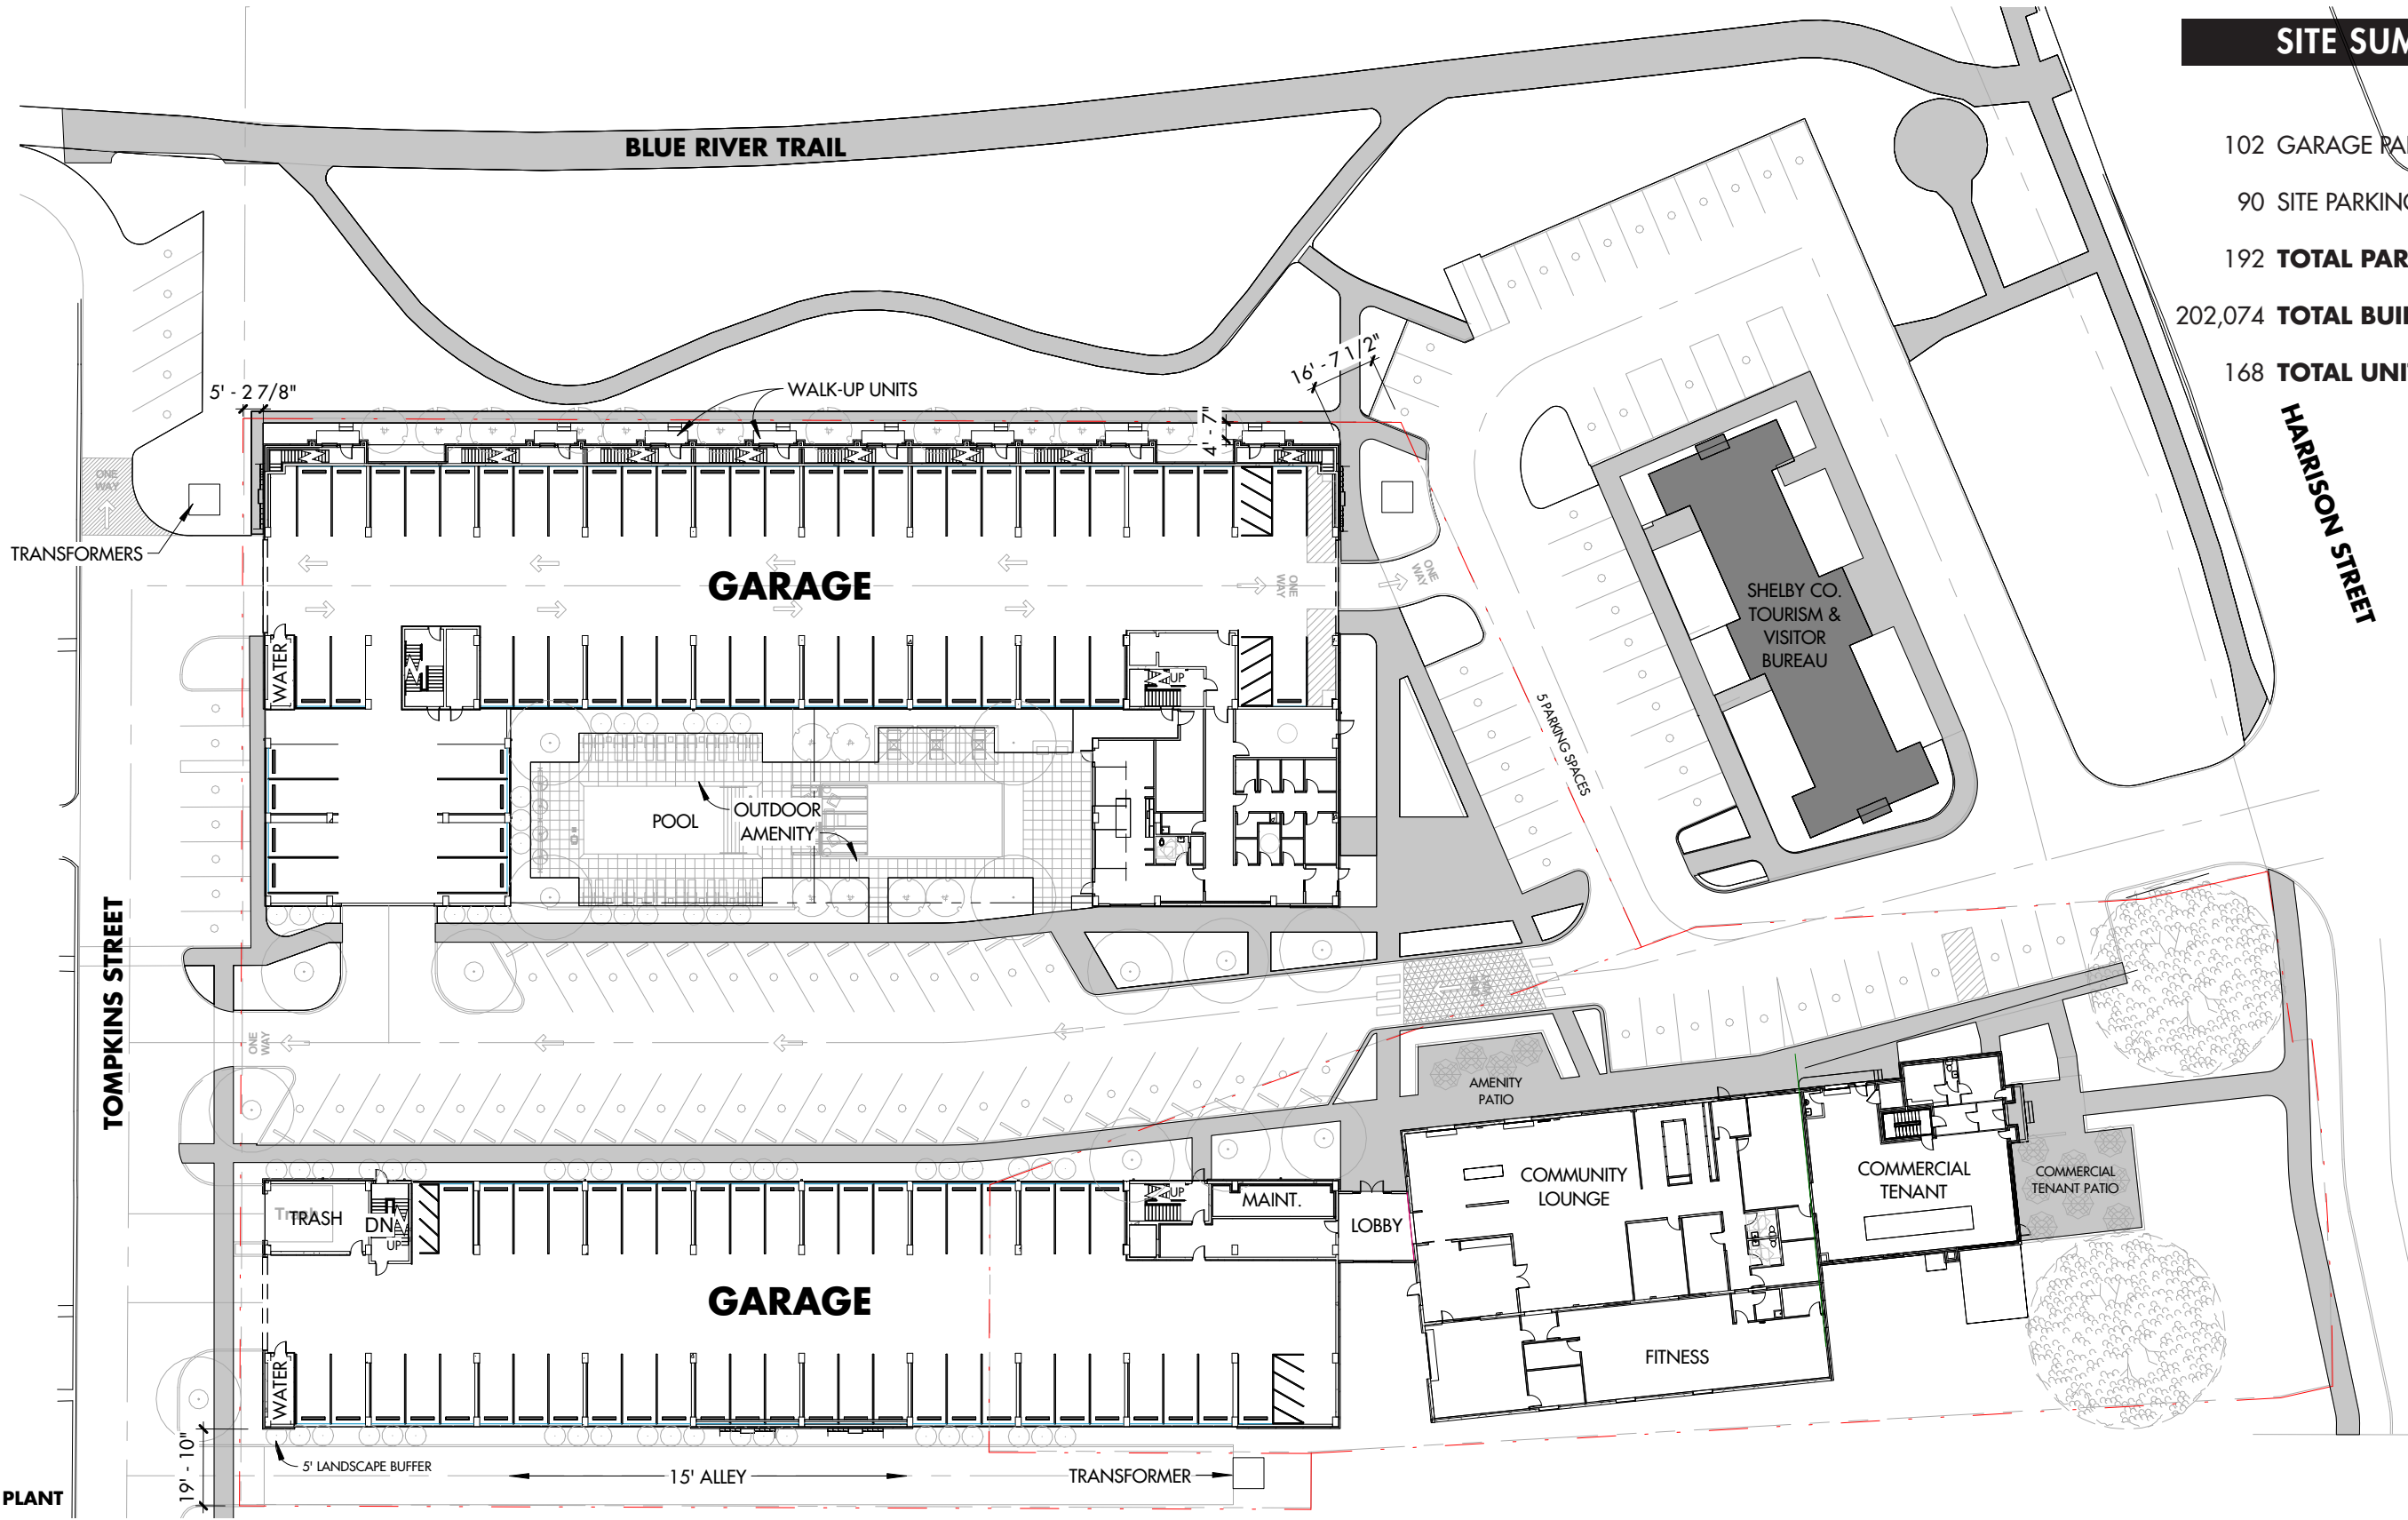 SITE SUM
102 GARAGE PA
90 SITE PARKING
192 TOTAL PAR
202,074 TOTAL BUI
168 TOTAL UNI
HARRISON STREET
BLUE RIVER TRAIL
5' - 2 7/8"
WALK-UP UNITS
16' - 7 1/2"
4' - 7"
ONE
WAY
TRANSFORMERS
GARAGE
ONE
WAY
ONE
WAY
SHELBY CO.
TOURISM &
VISITOR
BUREAU
WATER
UP
5 PARKING SPACES
POOL
OUTDOOR
AMENITY
TOMPKINS STREET
ONE
WAY
AMENITY
PATIO
COMMUNITY
LOUNGE
COMMERCIAL
TENANT
COMMERCIAL
TENANT PATIO
Trash
TRASH
DN
UP
UP
MAINT.
LOBBY
GARAGE
WATER
FITNESS
19' - 10"
5' LANDSCAPE BUFFER
15' ALLEY
TRANSFORMER
PLANT